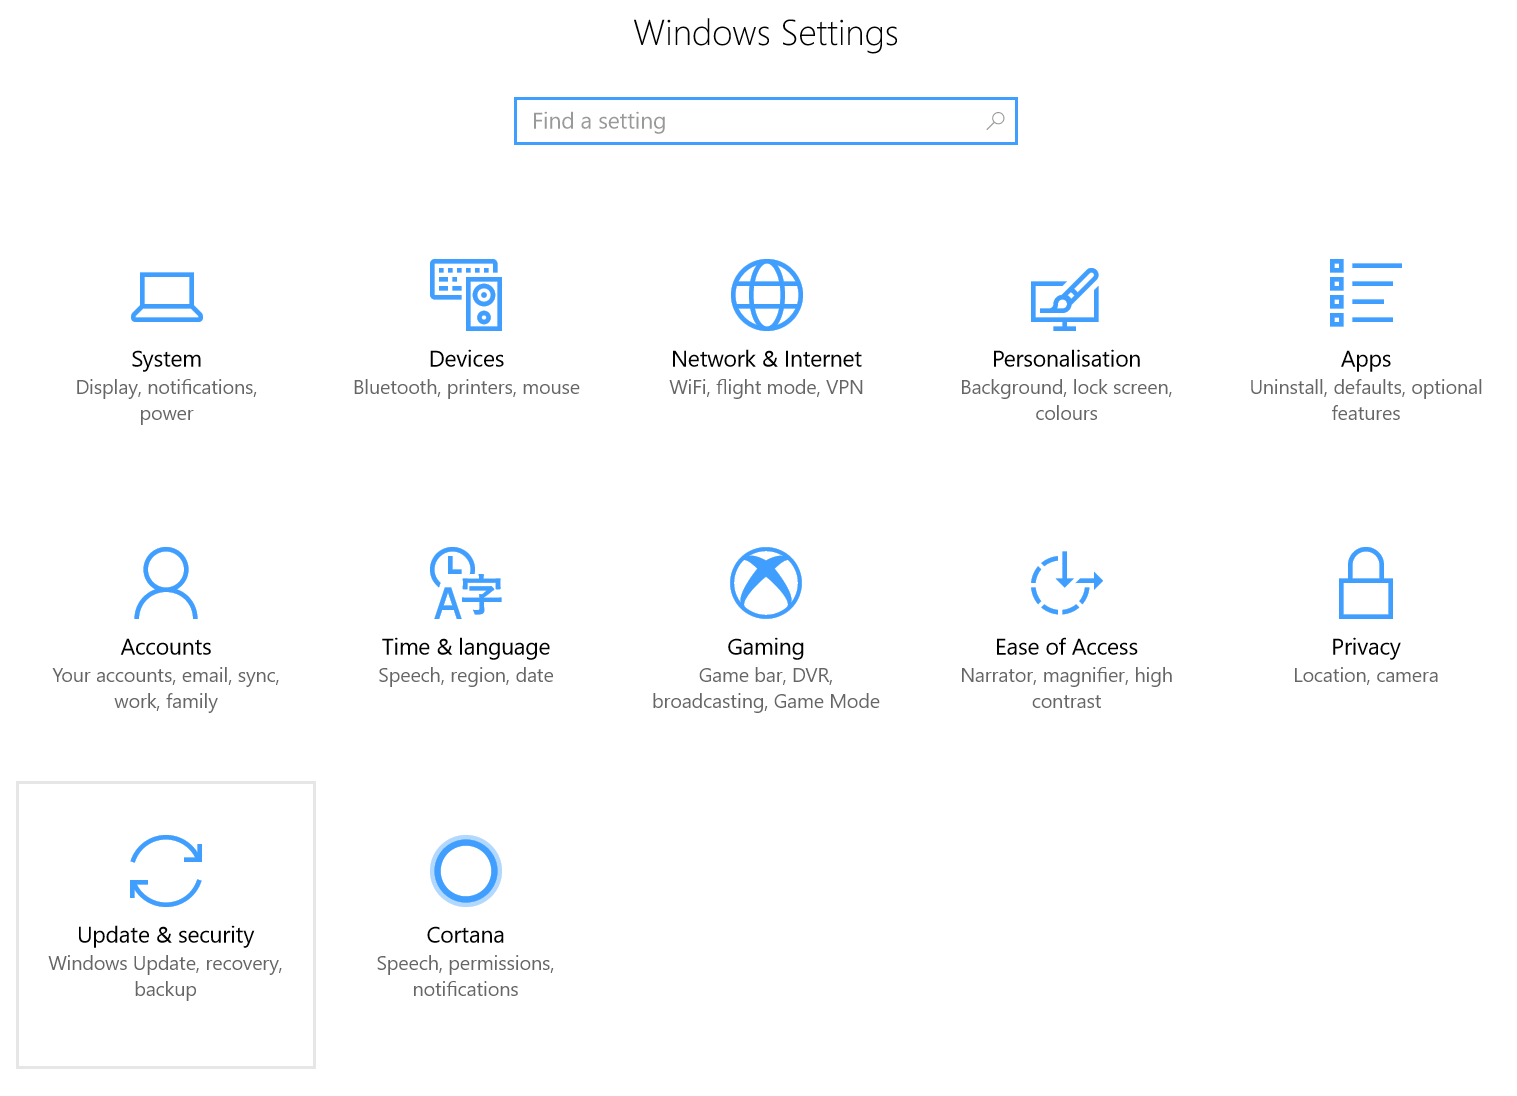 Windows Settings
Find a setting
System
Display, notifications,
power
Devices
Bluetooth, printers, mouse
Network & Internet
WiFi, flight mode, VPN
Personalisation
Background, lock screen,
colours
Apps
Uninstall, defaults, optional
features
Accounts
Your accounts, email, sync,
work, family
Time & language
Speech, region, date
Gaming
Game bar, DVR,
broadcasting, Game Mode
Ease of Access
Narrator, magnifier, high
contrast
Privacy
Location, camera
Update & security
Windows Update, recovery,
backup
Cortana
Speech, permissions,
notifications